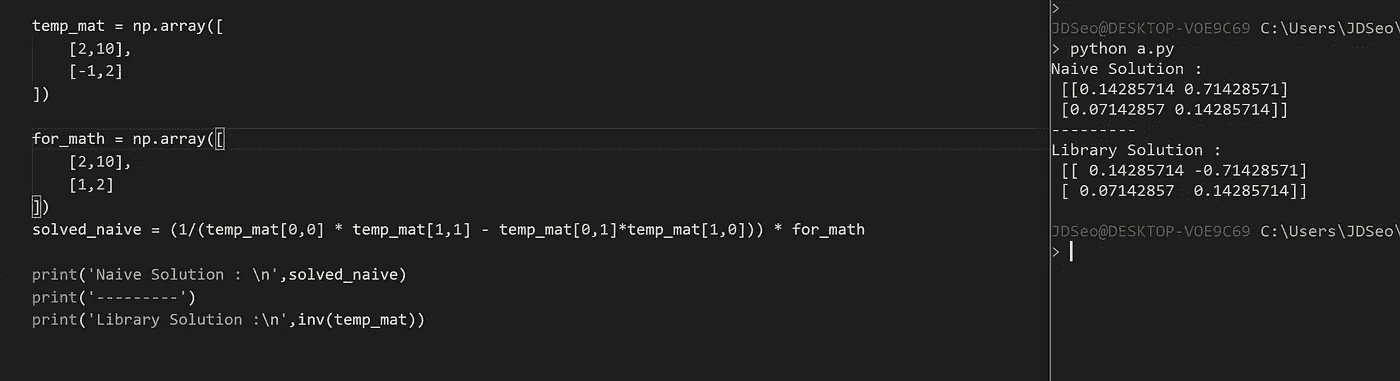 temp_mat = np.array([
    [2,10],
    [-1,2]
])
for_math = np.array([
    [2,10],
    [1,2]
])
solved_naive = (1/(temp_mat[0,0] * temp_mat[1,1] - temp_mat[0,1]*temp_mat[1,0])) * for_math
print('Naive Solution : \n',solved_naive)
print('---------')
print('Library Solution :\n',inv(temp_mat))
>
JDSeo@DESKTOP-VOE9C69 C:\Users\JDSeo\
> python a.py
Naive Solution :
 [[0.14285714 0.71428571]
 [0.07142857 0.14285714]]
---------
Library Solution :
 [[ 0.14285714 -0.71428571]
 [ 0.07142857  0.14285714]]
JDSeo@DESKTOP-VOE9C69 C:\Users\JDSeo\
>